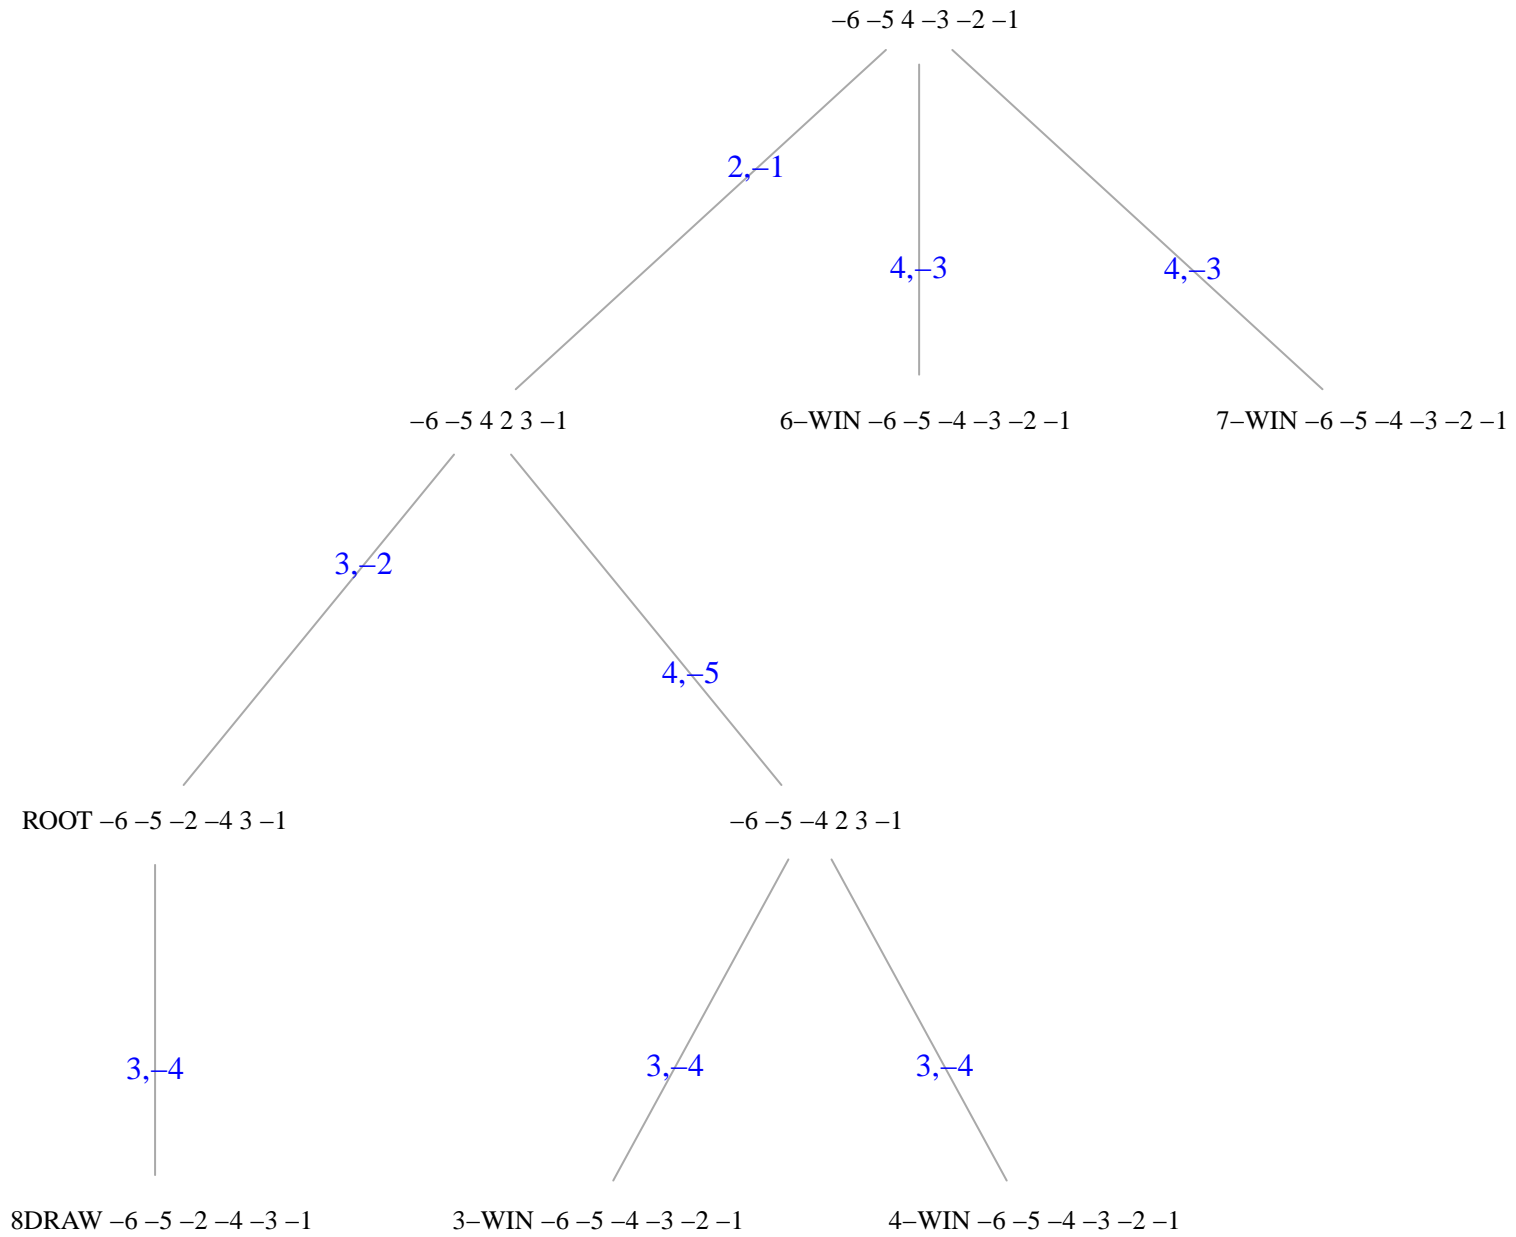 –6 –5 4 –3 –2 –1
2,–1
4,–3
4,–3
–6 –5 4 2 3 –1
6–WIN –6 –5 –4 –3 –2 –1
7–WIN –6 –5 –4 –3 –2 –1
3,–2
4,–5
ROOT –6 –5 –2 –4 3 –1
–6 –5 –4 2 3 –1
3,–4
3,–4
3,–4
8DRAW –6 –5 –2 –4 –3 –1
3–WIN –6 –5 –4 –3 –2 –1
4–WIN –6 –5 –4 –3 –2 –1